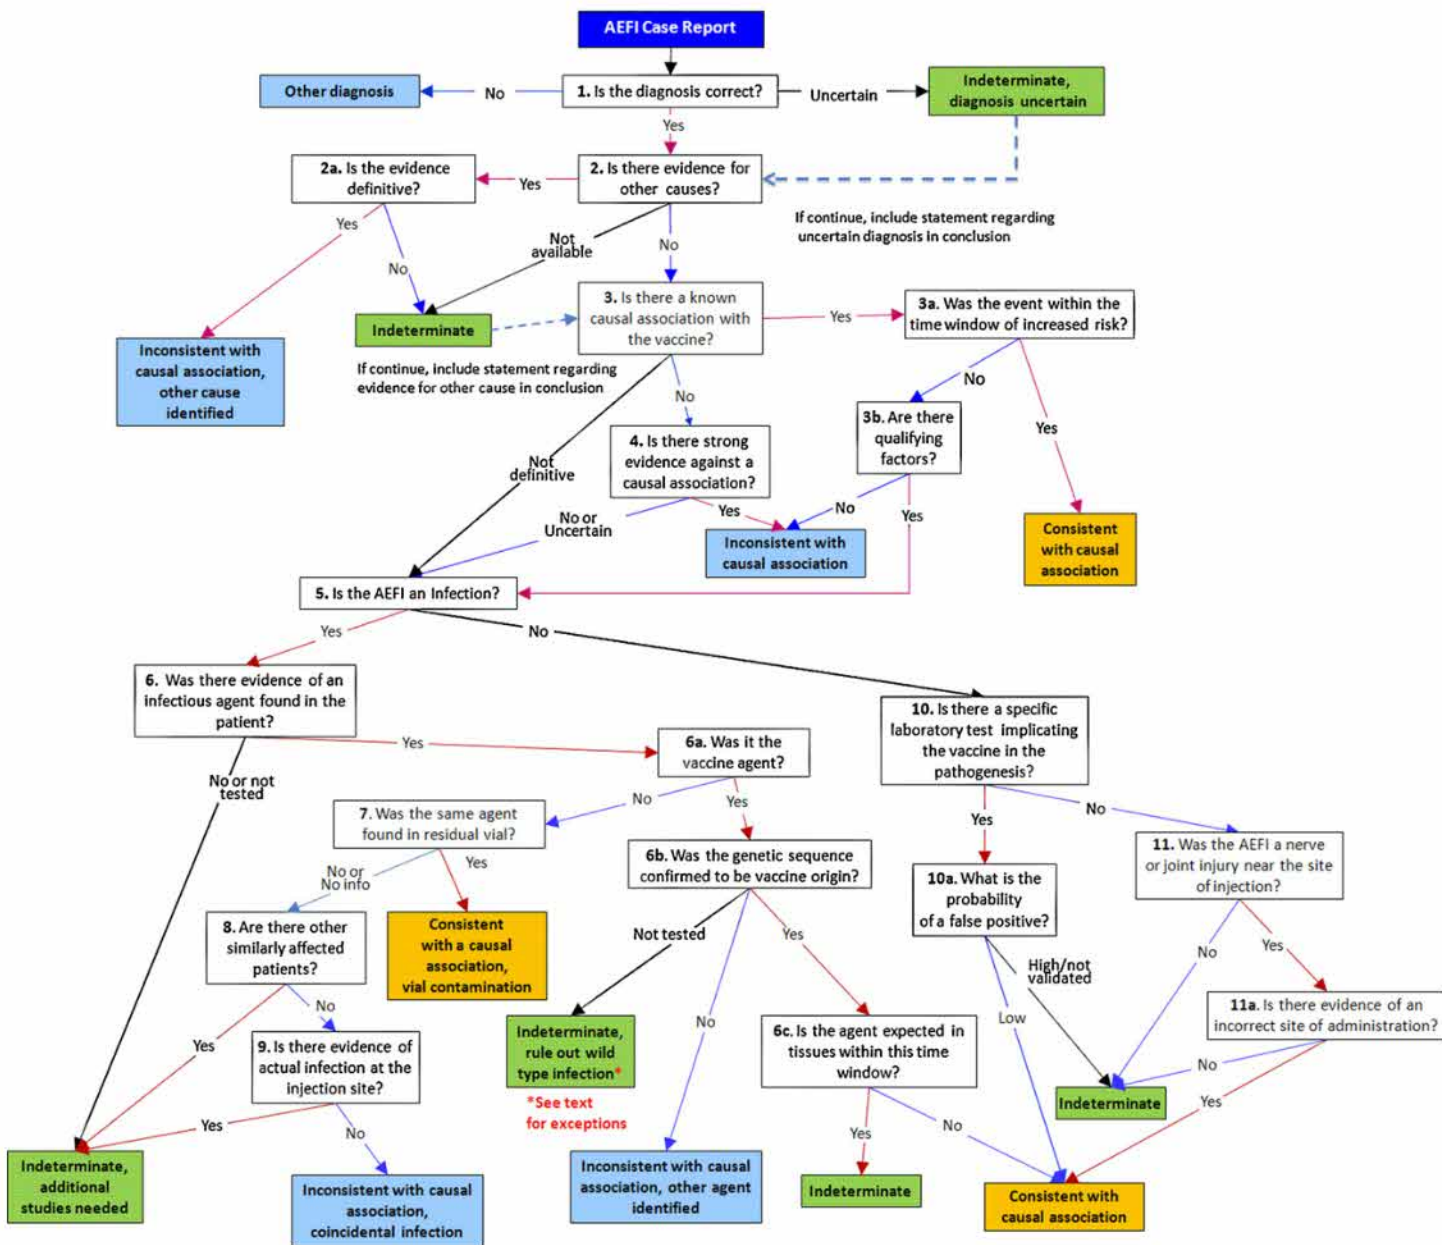 AEFI Case Report
Other diagnosis
No
1. Is the diagnosis correct?
Uncertain
Indeterminate,
diagnosis uncertain
Yes
2a. Is the evidence
definitive?
Yes
2. Is there evidence for
other causes?
If continue, include statement regarding
uncertain diagnosis in conclusion
Yes
No
Not
available
No
Indeterminate
3. Is there a known
causal association with
the vaccine?
Yes
3a. Was the event within the
time window of increased risk?
Inconsistent with
causal association,
other cause
identified
If continue, include statement regarding
evidence for other cause in conclusion
No
No
3b. Are there
qualifying
factors?
Yes
Not
definitive
4. Is there strong
evidence against a
causal association?
No or
Uncertain
Yes
No
Yes
Inconsistent with
causal association
Consistent
with causal
association
5. Is the AEFI an Infection?
Yes
No
6. Was there evidence of an
infectious agent found in the
patient?
Yes
6a. Was it the
vaccine agent?
10. Is there a specific
laboratory test implicating
the vaccine in the
pathogenesis?
No or not
tested
No
Yes
Yes
No
7. Was the same agent
found in residual vial?
6b. Was the genetic sequence
confirmed to be vaccine origin?
11. Was the AEFI a nerve
or joint injury near the site
of injection?
No or
No info
Yes
10a. What is the
probability
of a false positive?
8. Are there other
similarly affected
patients?
Consistent
with a causal
association,
vial contamination
Not tested
Yes
No
High/not
validated
No
Yes
No
Yes
Low
11a. Is there evidence of an
incorrect site of administration?
9. Is there evidence of
actual infection at the
injection site?
Indeterminate,
rule out wild
type infection*
*See text
for exceptions
6c. Is the agent expected in
tissues within this time
window?
No
Indeterminate
Yes
Yes
No
Yes
No
Indeterminate,
additional
studies needed
Inconsistent with causal
association,
coincidental infection
Inconsistent with causal
association, other agent
identified
Indeterminate
Consistent with
causal association